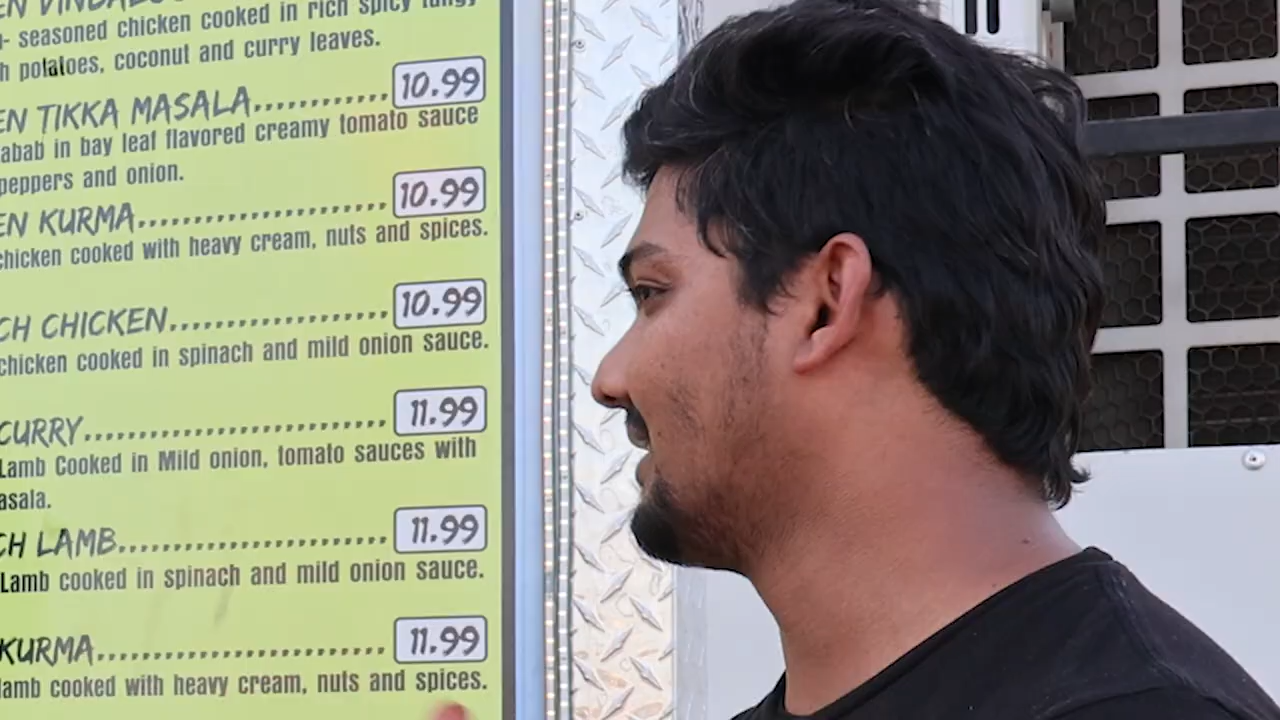 EN VINDALOO
- seasoned chicken cooked in rich spicy tangy
h potatoes, coconut and curry leaves.
EN TIKKA MASALA 10.99
abab in bay leaf flavored creamy tomato sauce
peppers and onion.
EN KURMA 10.99
chicken cooked with heavy cream, nuts and spices.
CH CHICKEN 10.99
chicken cooked in spinach and mild onion sauce.
CURRY 11.99
Lamb Cooked in Mild onion, tomato sauces with
asala.
CH LAMB 11.99
Lamb cooked in spinach and mild onion sauce.
KURMA 11.99
lamb cooked with heavy cream, nuts and spices.